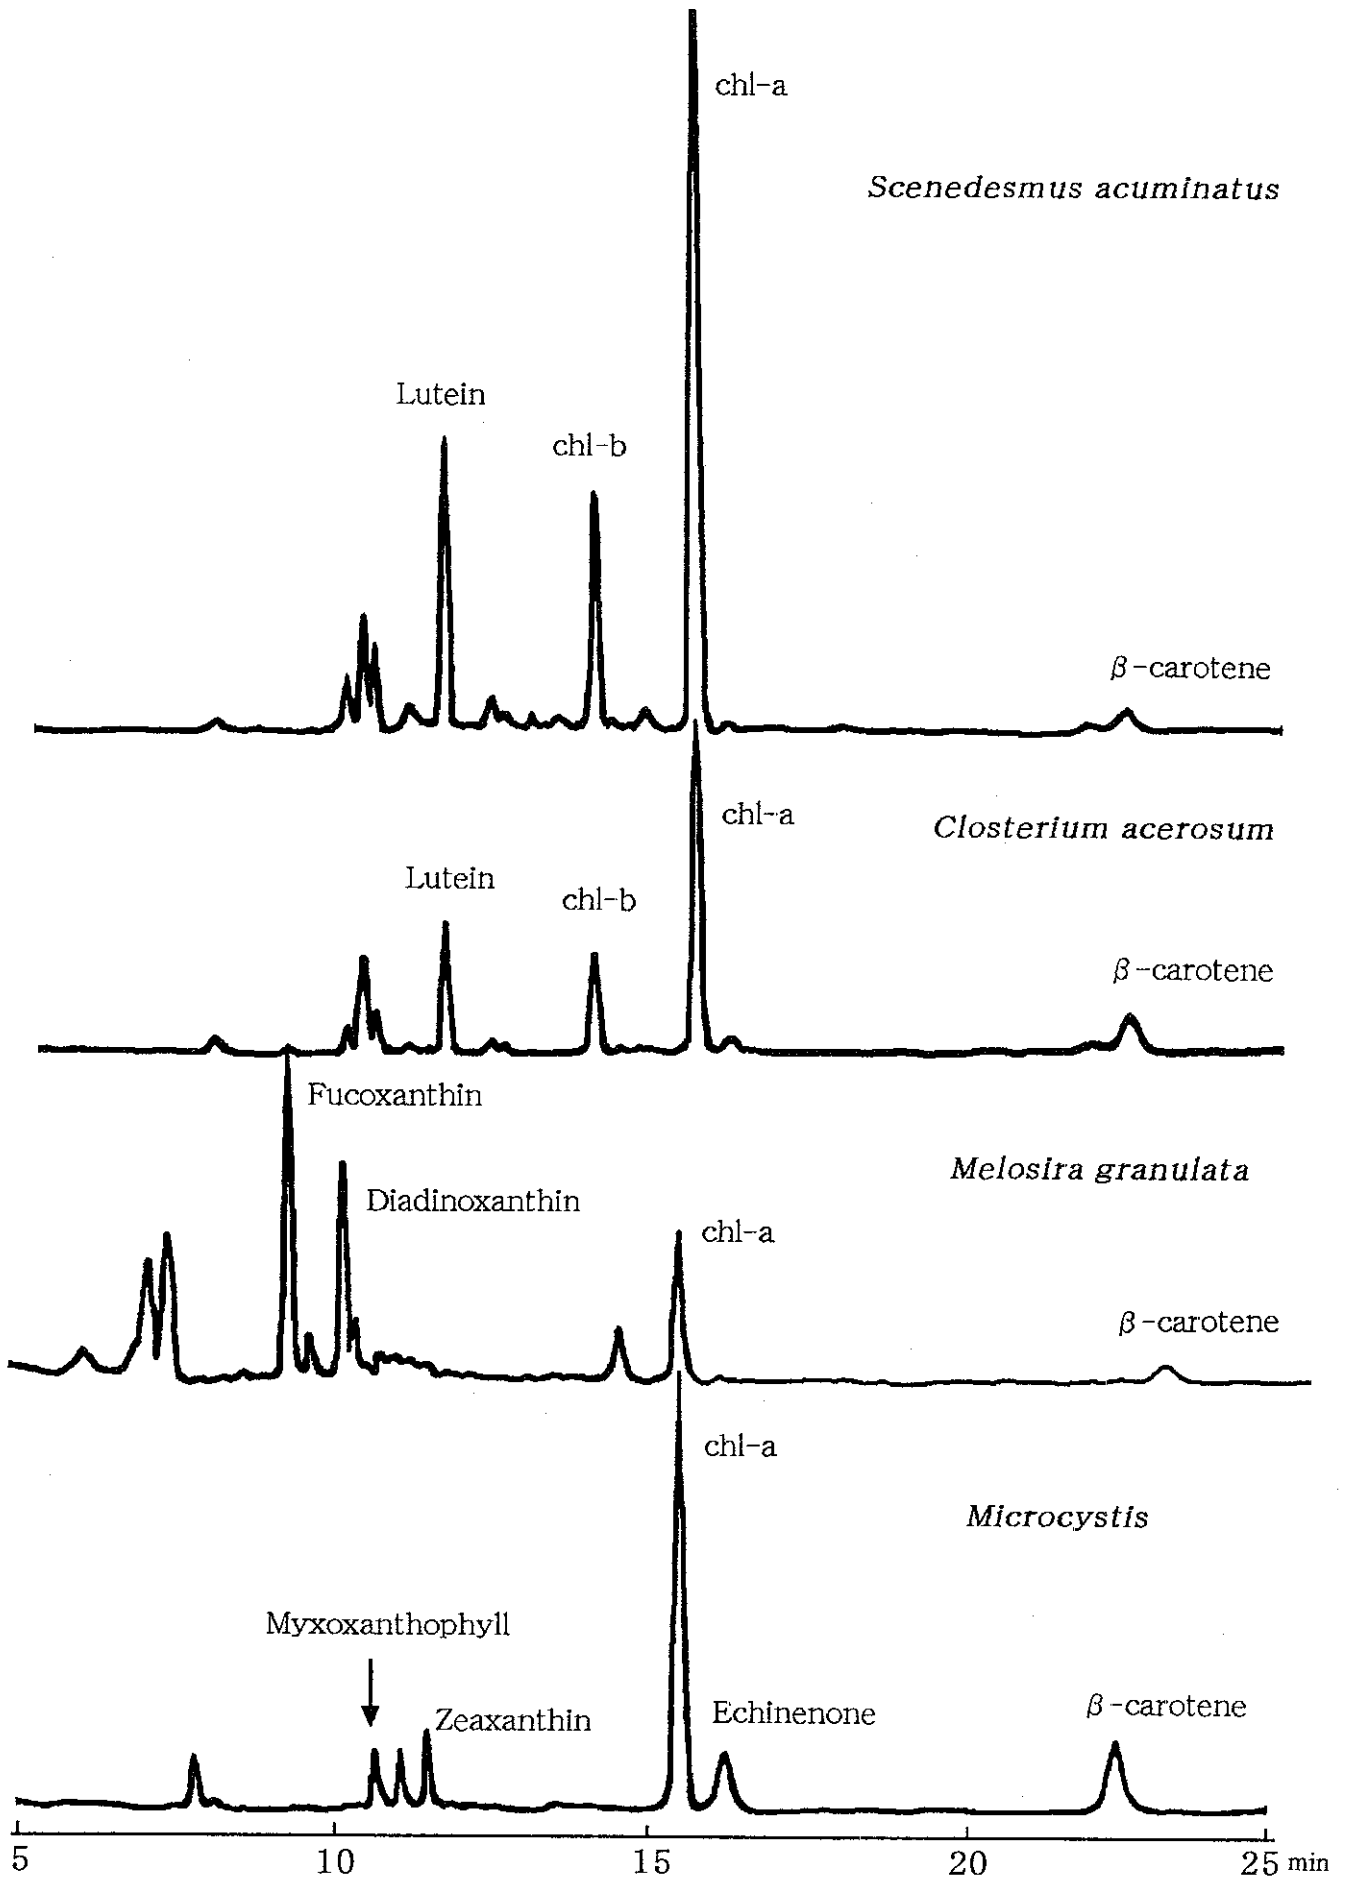 chl-a
Scenedesmus acuminatus
Lutein
chl-b
β-carotene
chl-a
Closterium acerosum
Lutein
chl-b
β-carotene
Fucoxanthin
Melosira granulata
Diadinoxanthin
chl-a
β-carotene
chl-a
Microcystis
Myxoxanthophyll
Zeaxanthin
Echinenone
β-carotene
5 10 15 20 25 min